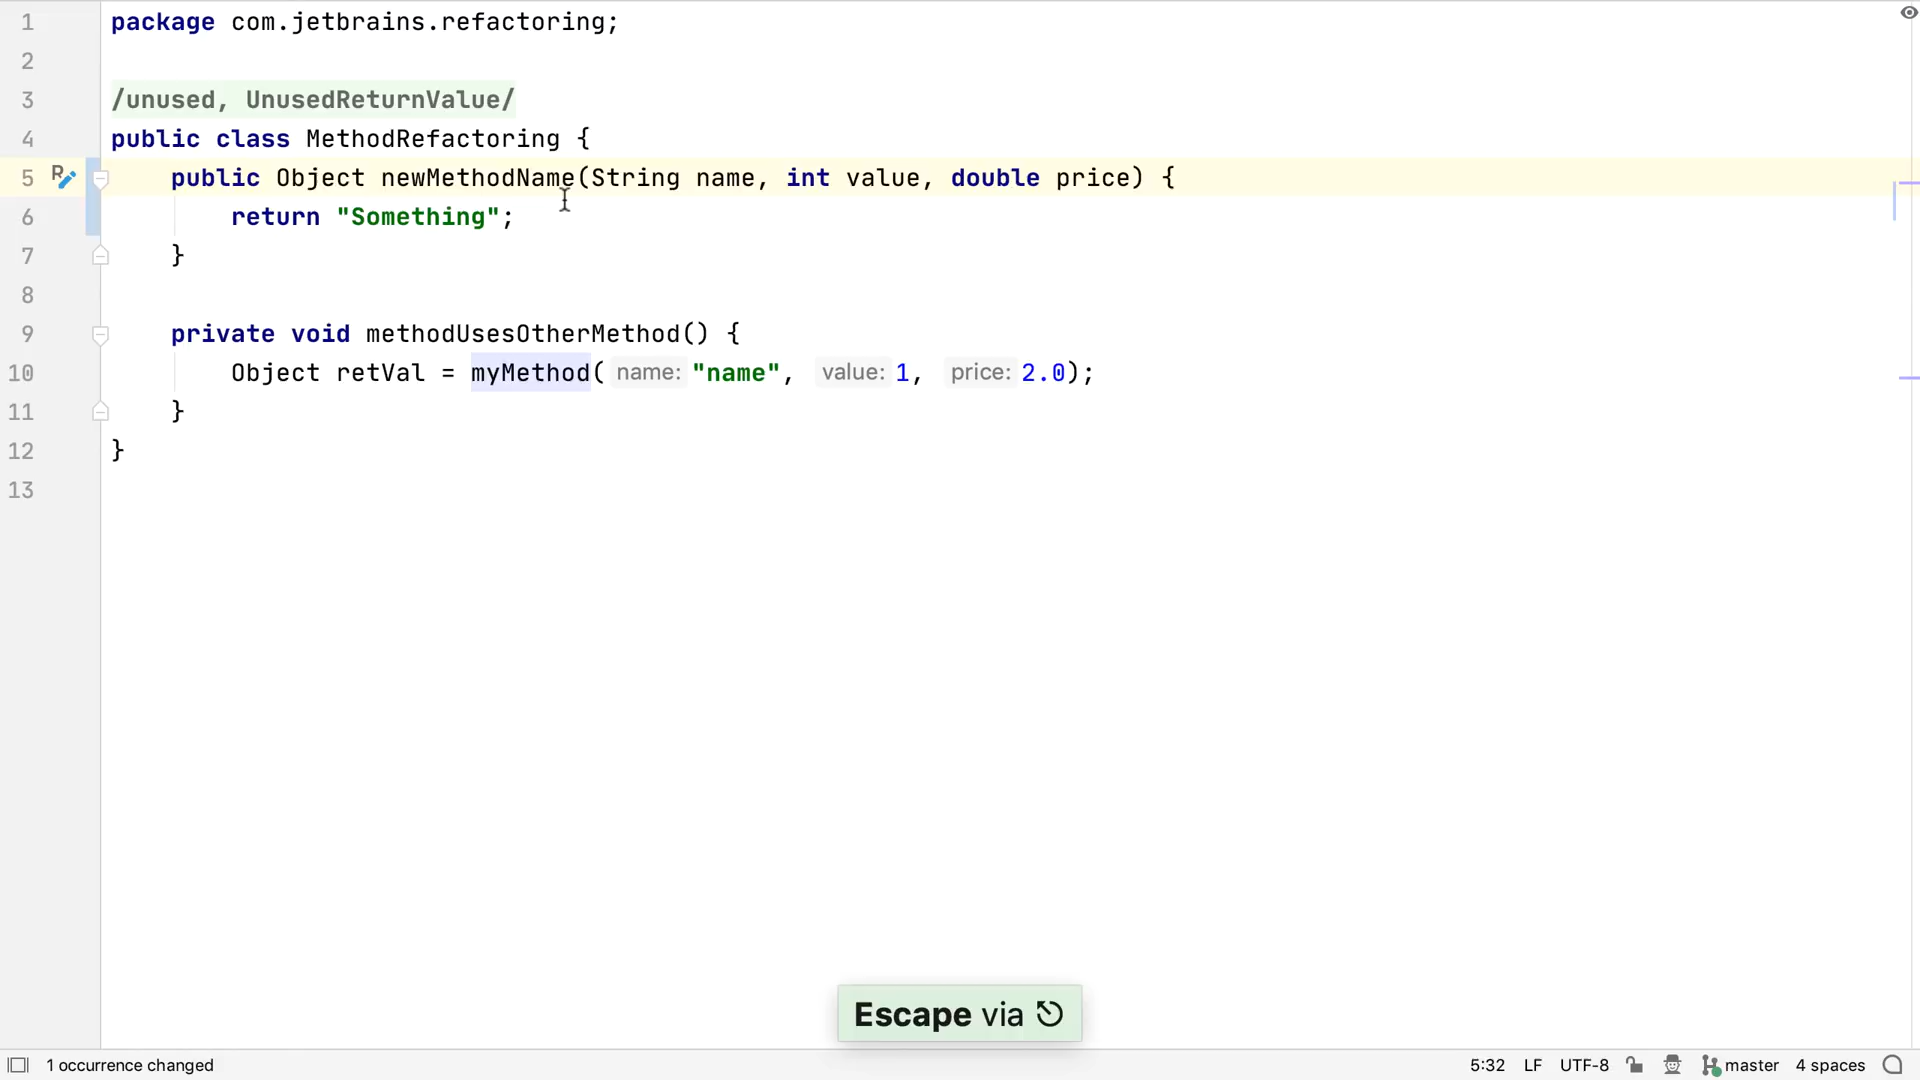 1 package com.jetbrains.refactoring;
2
3 /unused, UnusedReturnValue/
4 public class MethodRefactoring {
5 public Object newMethodName(String name, int value, double price) {
6 return "Something";
7 }
8
9 private void methodUsesOtherMethod() {
10 Object retVal = myMethod( name: "name", value: 1, price: 2.0);
11 }
12 }
13
Escape via
1 occurrence changed 5:32 LF UTF-8 master 4 spaces